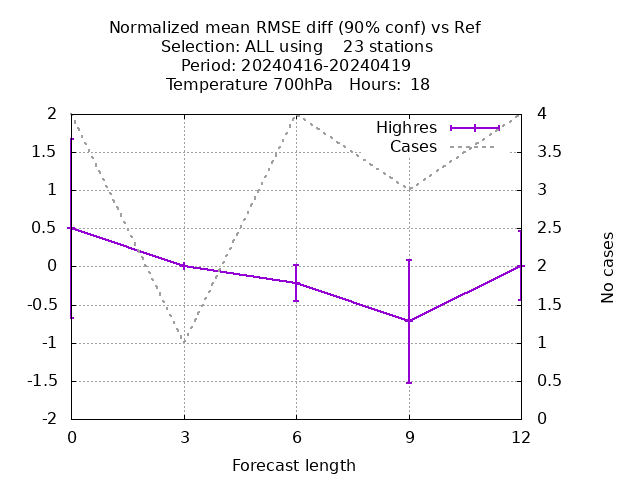 Normalized mean RMSE diff (90% conf) vs Ref
Selection: ALL using    23 stations
Period: 20240416-20240419
Temperature 700hPa   Hours:  18
Highres
Cases
2
1.5
1
0.5
0
-0.5
-1
-1.5
-2
4
3.5
3
2.5
2
1.5
1
0.5
0
No cases
0
3
6
9
12
Forecast length